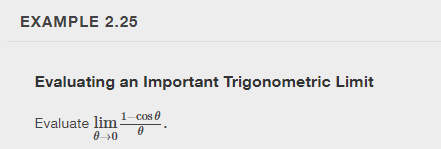 EXAMPLE 2.25
Evaluating an Important Trigonometric Limit
Evaluate lim θ→0 1−cos θ / θ.